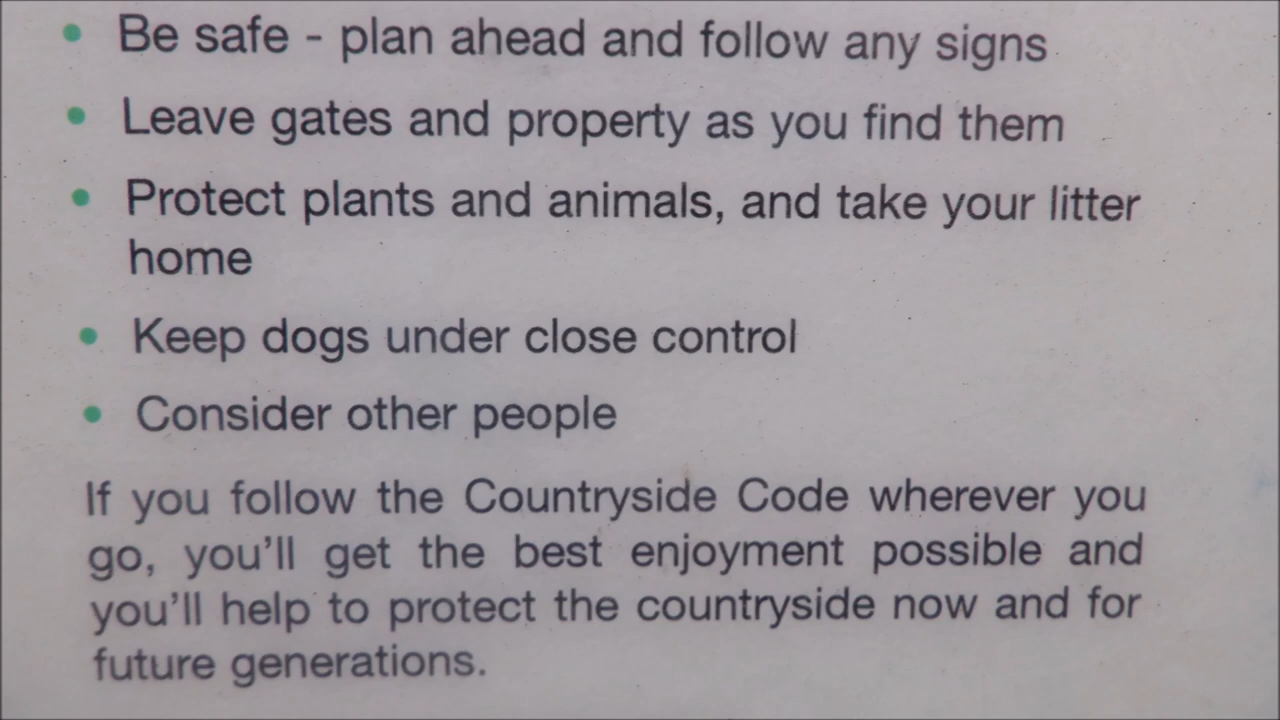 • Be safe - plan ahead and follow any signs
• Leave gates and property as you find them
• Protect plants and animals, and take your litter
home
• Keep dogs under close control
• Consider other people
If you follow the Countryside Code wherever you
go, you'll get the best enjoyment possible and
you'll help to protect the countryside now and for
future generations.